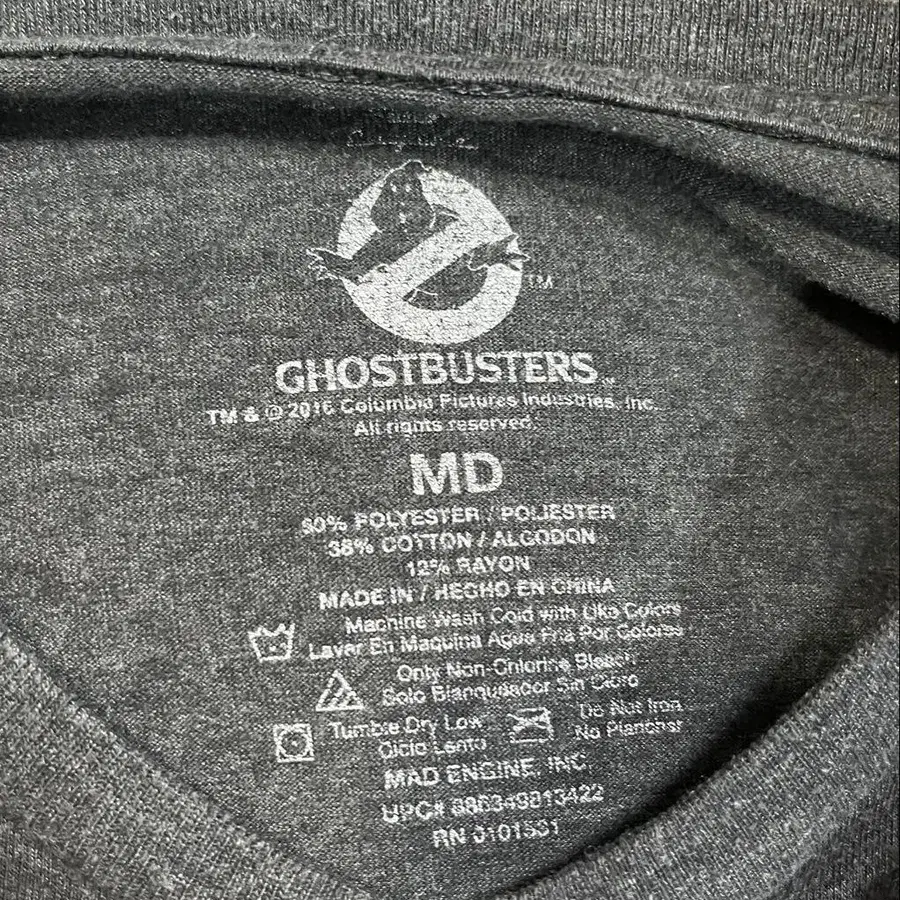 TM
GHOSTBUSTERS
TM & © 2016 Columbia Pictures Industries, Inc.
All rights reserved.
MD
50% POLYESTER / POLIESTER
38% COTTON / ALGODON
12% RAYON
MADE IN / HECHO EN CHINA
Machine Wash Cold with Like Colors
Lavar En Maquina Agua Fria Por Colores
Only Non-Chlorine Bleach
Solo Blanqueador Sin Cloro
Tumble Dry Low
Ciclo Lento
Do Not Iron
No Planchar
MAD ENGINE, INC.
UPC#
RN